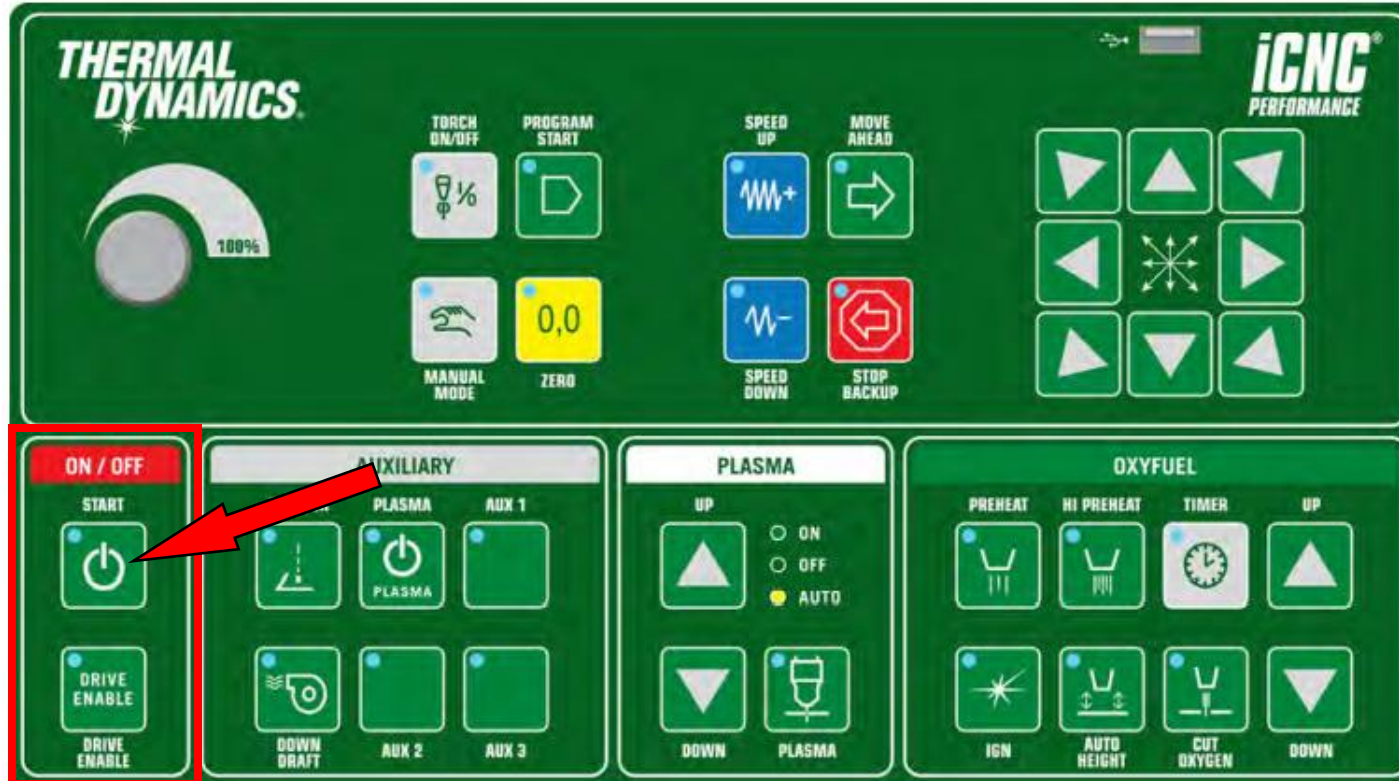 THERMAL
DYNAMICS®
iCNC®
PERFORMANCE
100%
TORCH
ON/OFF
PROGRAM
START
SPEED
UP
MOVE
AHEAD
%
+
0,0
-
MANUAL
MODE
ZERO
SPEED
DOWN
STOP
BACKUP
ON / OFF
START
DRIVE
ENABLE
DRIVE
ENABLE
AUXILIARY
PLASMA
AUX 1
PLASMA
DOWN
DRAFT
AUX 2
AUX 3
PLASMA
UP
ON
OFF
AUTO
DOWN
PLASMA
OXYFUEL
PREHEAT
HI PREHEAT
TIMER
UP
IGN
AUTO
HEIGHT
CUT
OXYGEN
DOWN